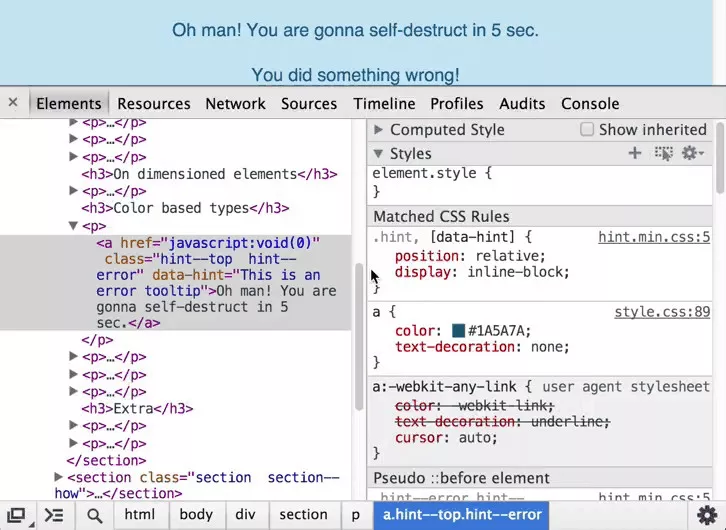 Oh man! You are gonna self-destruct in 5 sec.
You did something wrong!
× Elements Resources Network Sources Timeline Profiles Audits Console
▶<p>…</p>
▶<p>…</p>
▶<p>…</p>
<h3>On dimensioned elements</h3>
▶<p>…</p>
<h3>Color based types</h3>
▼<p>
<a href="javascript:void(0)"
class="hint--top hint--
error" data-hint="This is an
error tooltip">Oh man! You are
gonna self-destruct in 5
sec.</a>
</p>
▶<p>…</p>
▶<p>…</p>
▶<p>…</p>
<h3>Extra</h3>
▶<p>…</p>
▶<p>…</p>
</section>
▶<section class="section section--
how">…</section>
▶ Computed Style Show inherited
▼ Styles
element.style {
}
Matched CSS Rules
.hint, [data-hint] { hint.min.css:5
position: relative;
display: inline-block;
}
a { style.css:89
color: #1A5A7A;
text-decoration: none;
}
a:-webkit-any-link { user agent stylesheet
color: -webkit-link;
text-decoration: underline;
cursor: auto;
}
Pseudo ::before element
.hint--error.hint hint.min.css:5
html body div section p a.hint--top.hint--error